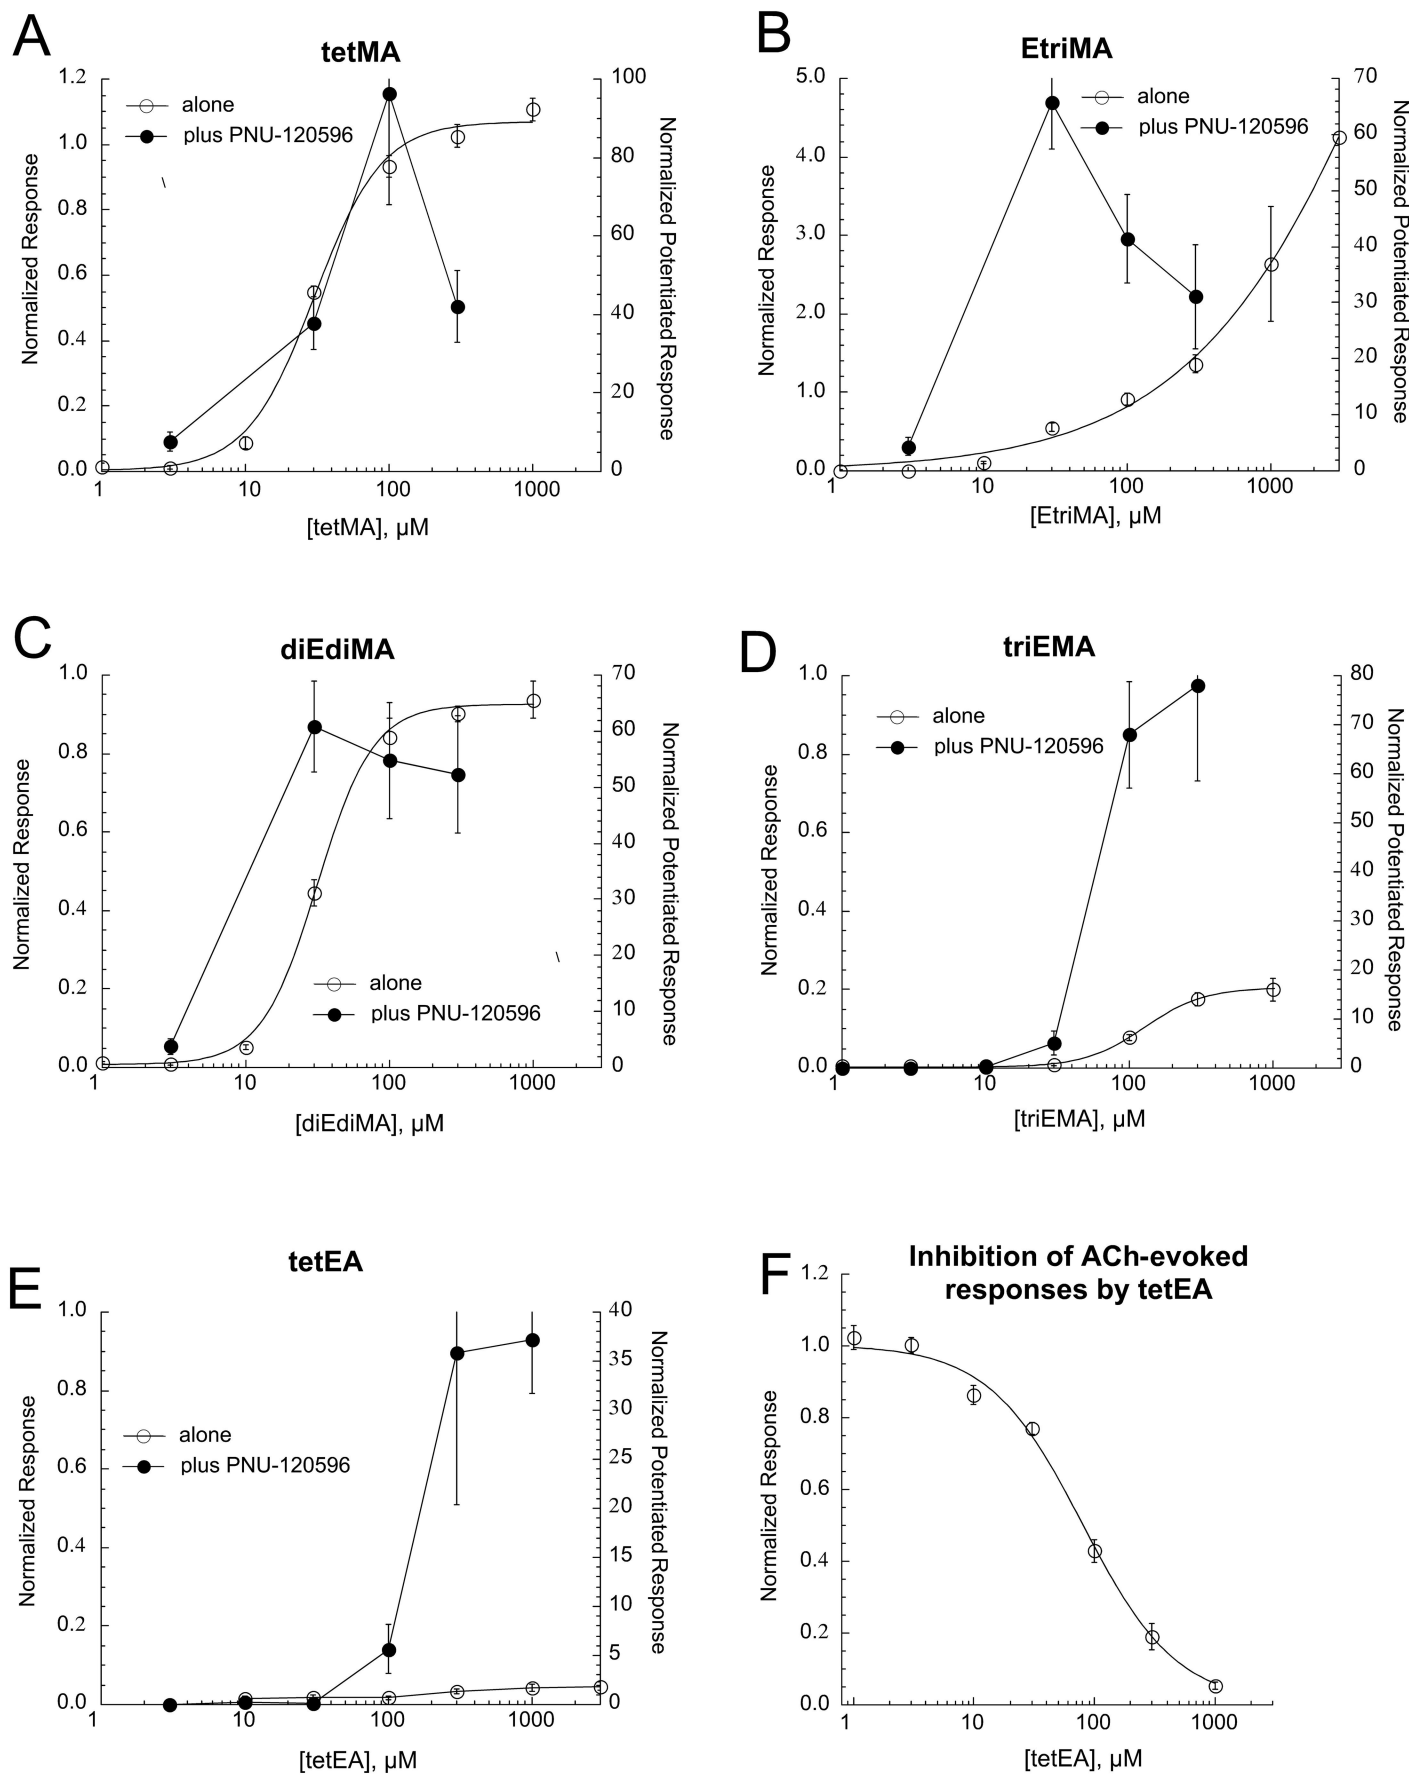 A
tetMA
alone
plus PNU-120596
1.2
1.0
0.8
0.6
0.4
0.2
0.0
100
80
60
40
20
0
1
10
100
1000
Normalized Response
Normalized Potentiated Response
[tetMA], µM
B
EtriMA
alone
plus PNU-120596
5.0
4.0
3.0
2.0
1.0
0.0
70
60
50
40
30
20
10
0
1
10
100
1000
Normalized Response
Normalized Potentiated Response
[EtriMA], µM
C
diEdiMA
1.0
0.8
0.6
0.4
0.2
0.0
70
60
50
40
30
20
10
0
alone
plus PNU-120596
1
10
100
1000
Normalized Response
Normalized Potentiated Response
[diEdiMA], µM
D
triEMA
alone
plus PNU-120596
1.0
0.8
0.6
0.4
0.2
0.0
80
70
60
50
40
30
20
10
0
1
10
100
1000
Normalized Response
Normalized Potentiated Response
[triEMA], µM
E
tetEA
alone
plus PNU-120596
1.0
0.8
0.6
0.4
0.2
0.0
40
35
30
25
20
15
10
5
0
1
10
100
1000
Normalized Response
Normalized Potentiated Response
[tetEA], µM
F
Inhibition of ACh-evoked
responses by tetEA
1.2
1.0
0.8
0.6
0.4
0.2
0.0
1
10
100
1000
Normalized Response
[tetEA], µM